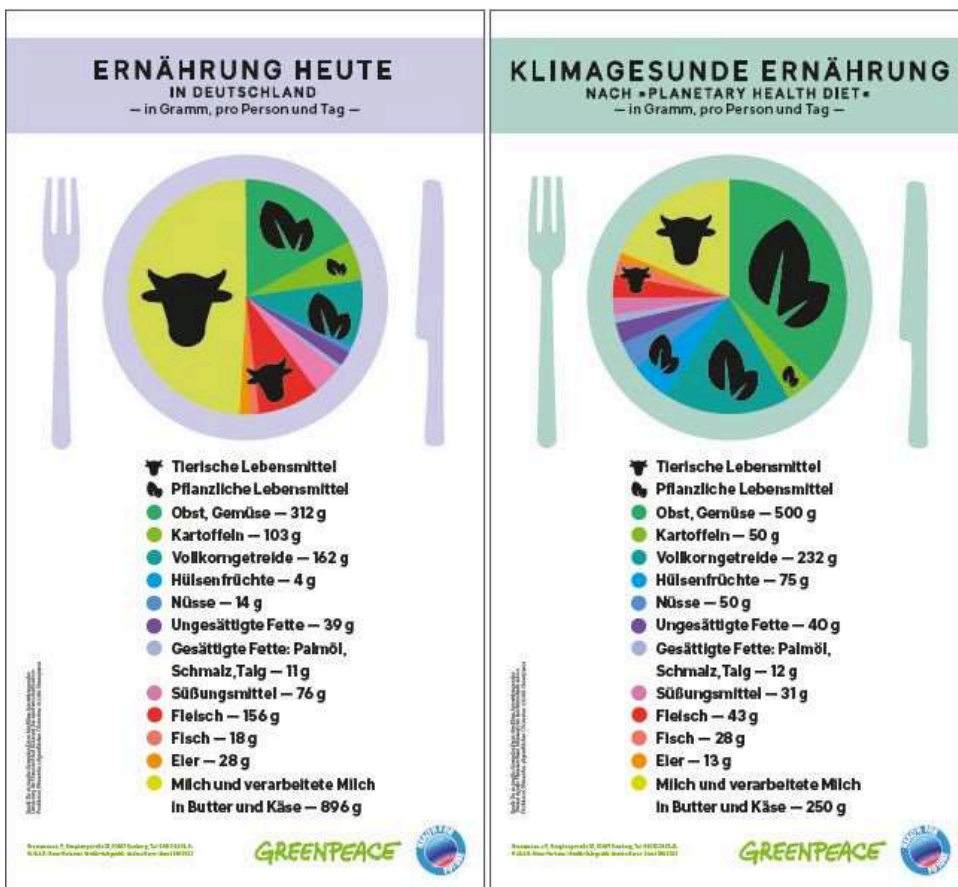 ERNÄHRUNG HEUTE
IN DEUTSCHLAND
— in Gramm, pro Person und Tag —
Tierische Lebensmittel
Pflanzliche Lebensmittel
Obst, Gemüse — 312 g
Kartoffeln — 103 g
Vollkorngetreide — 162 g
Hülsenfrüchte — 4 g
Nüsse — 14 g
Ungesättigte Fette — 39 g
Gesättigte Fette: Palmöl,
Schmalz,Talg — 11 g
Süßungsmittel — 76 g
Fleisch — 156 g
Fisch — 18 g
Eier — 28 g
Milch und verarbeitete Milch
in Butter und Käse — 896 g
GREENPEACE
KLIMAGESUNDE ERNÄHRUNG
NACH »PLANETARY HEALTH DIET«
— in Gramm, pro Person und Tag —
Tierische Lebensmittel
Pflanzliche Lebensmittel
Obst, Gemüse — 500 g
Kartoffeln — 50 g
Vollkorngetreide — 232 g
Hülsenfrüchte — 75 g
Nüsse — 50 g
Ungesättigte Fette — 40 g
Gesättigte Fette: Palmöl,
Schmalz,Talg — 12 g
Süßungsmittel — 31 g
Fleisch — 43 g
Fisch — 28 g
Eier — 13 g
Milch und verarbeitete Milch
in Butter und Käse — 250 g
GREENPEACE